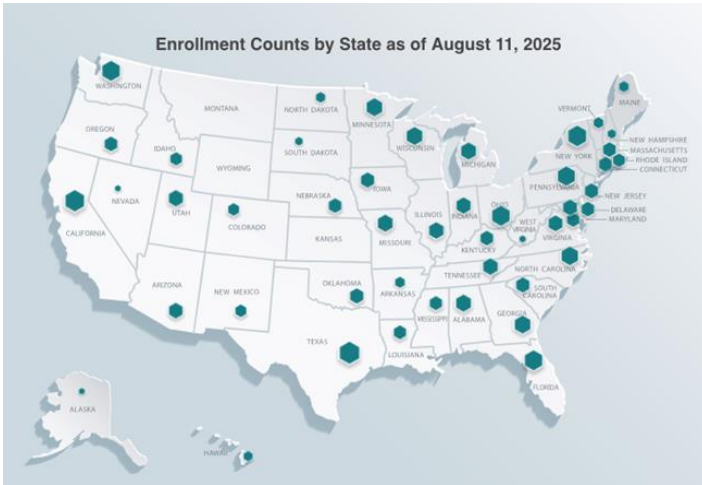 Enrollment Counts by State as of August 11, 2025
WASHINGTON
MONTANA
NORTH DAKOTA
MINNESOTA
VERMONT
MAINE
OREGON
IDAHO
SOUTH DAKOTA
WISCONSIN
MICHIGAN
NEW YORK
NEW HAMPSHIRE
MASSACHUSETTS
RHODE ISLAND
CONNECTICUT
WYOMING
NEBRASKA
IOWA
PENNSYLVANIA
NEVADA
UTAH
COLORADO
ILLINOIS
INDIANA
OHIO
WEST
VIRGINIA
NEW JERSEY
DELAWARE
MARYLAND
CALIFORNIA
KANSAS
MISSOURI
KENTUCKY
VIRGINIA
ARIZONA
NEW MEXICO
OKLAHOMA
ARKANSAS
TENNESSEE
NORTH CAROLINA
SOUTH
CAROLINA
TEXAS
LOUISIANA
MISSISSIPPI
ALABAMA
GEORGIA
FLORIDA
ALASKA
HAWAII